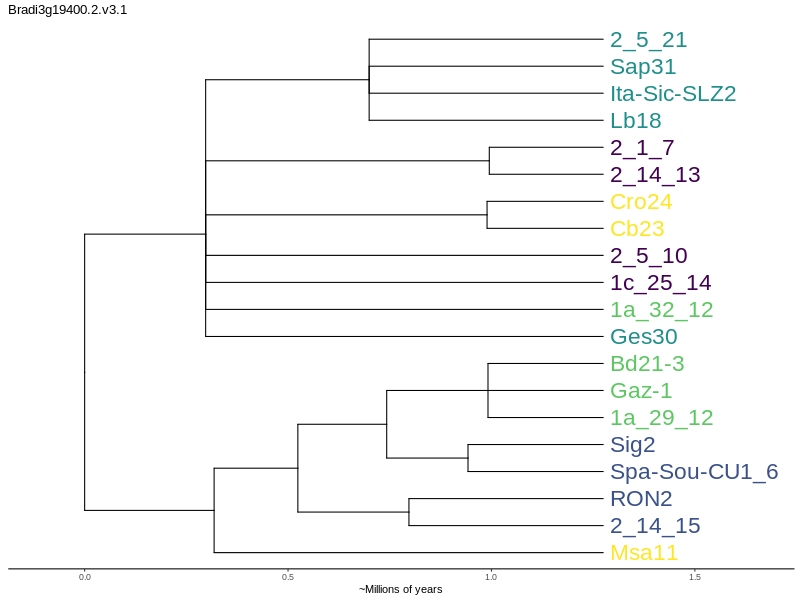 Bradi3g19400.2.v3.1
2_5_21
Sap31
Ita-Sic-SLZ2
Lb18
2_1_7
2_14_13
Cro24
Cb23
2_5_10
1c_25_14
1a_32_12
Ges30
Bd21-3
Gaz-1
1a_29_12
Sig2
Spa-Sou-CU1_6
RON2
2_14_15
Msa11
0.0 0.5 1.0 1.5
~Millions of years